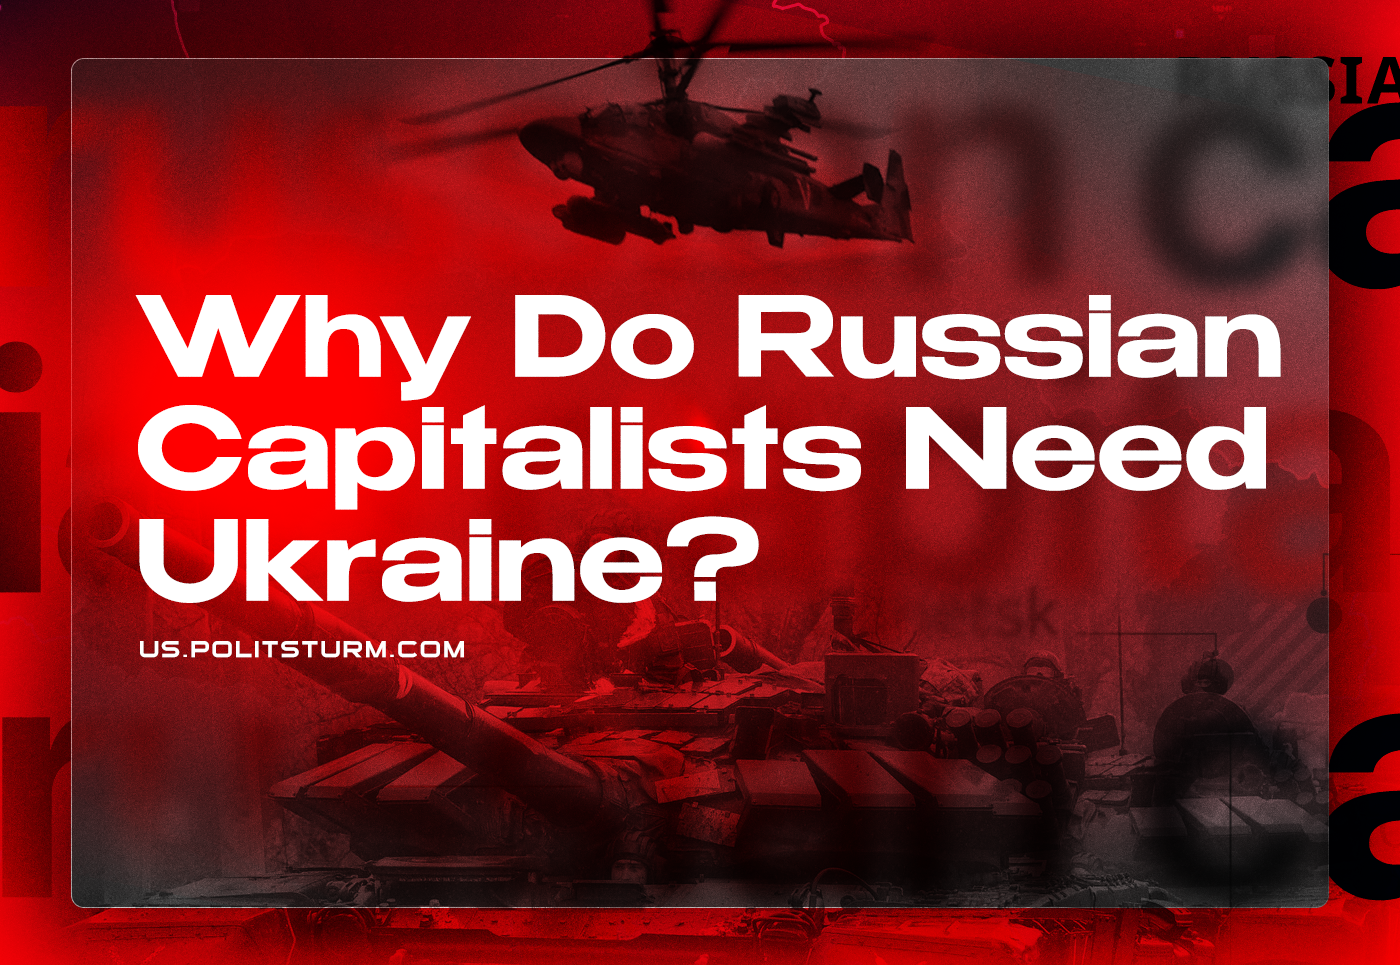 Why Do Russian
Capitalists Need
Ukraine?
US.POLITSTURM.COM